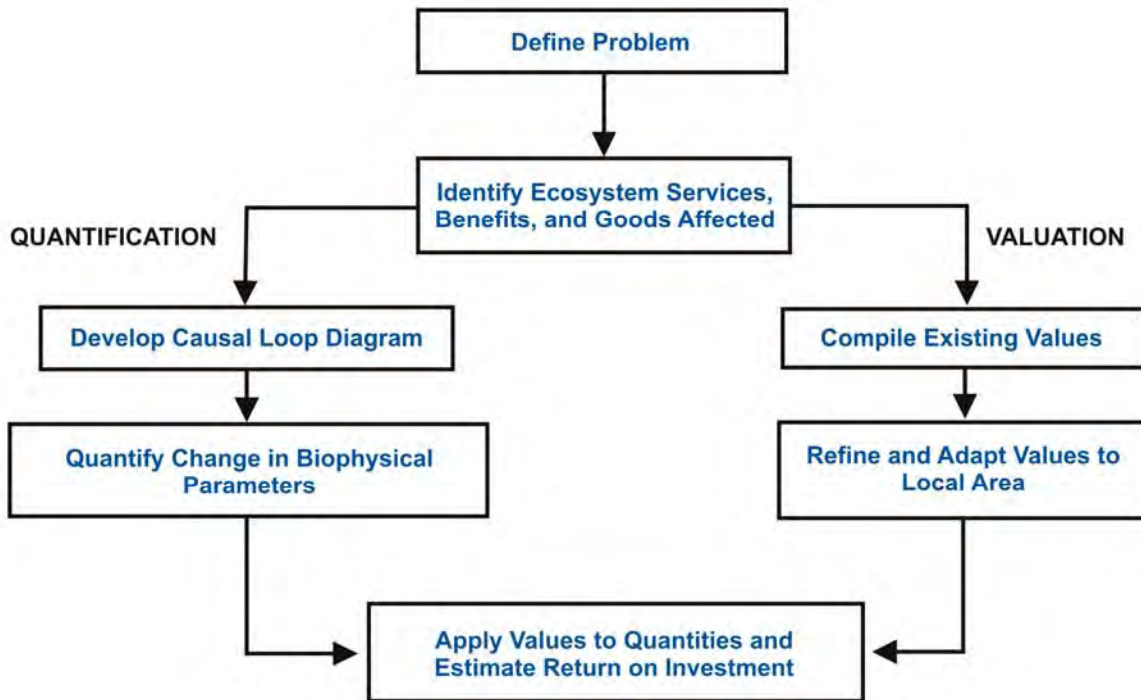 Define Problem
Identify Ecosystem Services,
Benefits, and Goods Affected
QUANTIFICATION
VALUATION
Develop Causal Loop Diagram
Compile Existing Values
Quantify Change in Biophysical
Parameters
Refine and Adapt Values to
Local Area
Apply Values to Quantities and
Estimate Return on Investment